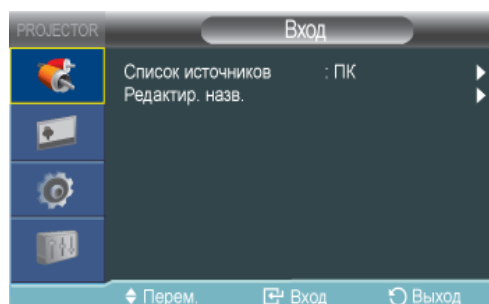 PROJECTOR Вход
Список источников : ПК
Редактир. назв.
Перем. Вход Выход